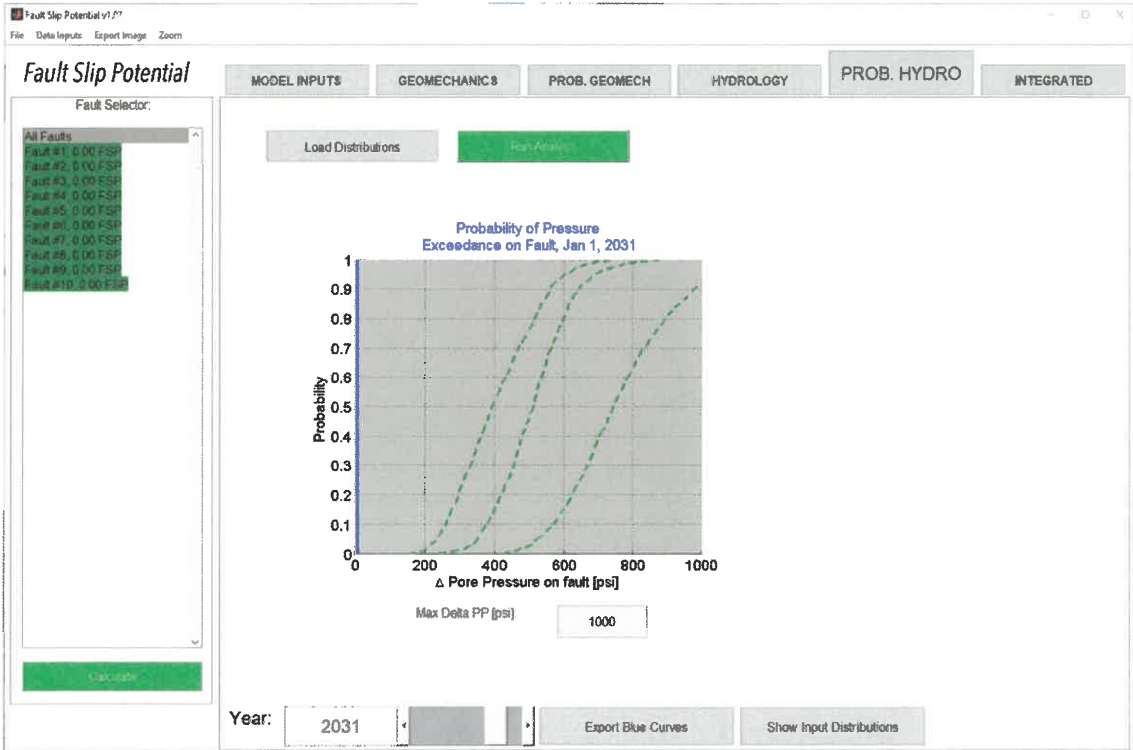 Fault Slip Potential v1.07
File Data Inputs Export Image Zoom
Fault Slip Potential
MODEL INPUTS
GEOMECHANICS
PROB. GEOMECH
HYDROLOGY
PROB. HYDRO
INTEGRATED
Fault Selector:
All Faults
Fault #1, 0.00 FSP
Fault #2, 0.00 FSP
Fault #3, 0.00 FSP
Fault #4, 0.00 FSP
Fault #5, 0.00 FSP
Fault #6, 0.00 FSP
Fault #7, 0.00 FSP
Fault #8, 0.00 FSP
Fault #9, 0.00 FSP
Fault #10, 0.00 FSP
Calculate
Load Distributions
Run Analysis
Probability of Pressure
Exceedance on Fault, Jan 1, 2031
1
0.9
0.8
0.7
0.6
0.5
0.4
0.3
0.2
0.1
0
Probability
0 200 400 600 800 1000
Δ Pore Pressure on fault [psi]
Max Delta PP [psi]
1000
Year:
2031
Export Blue Curves
Show Input Distributions